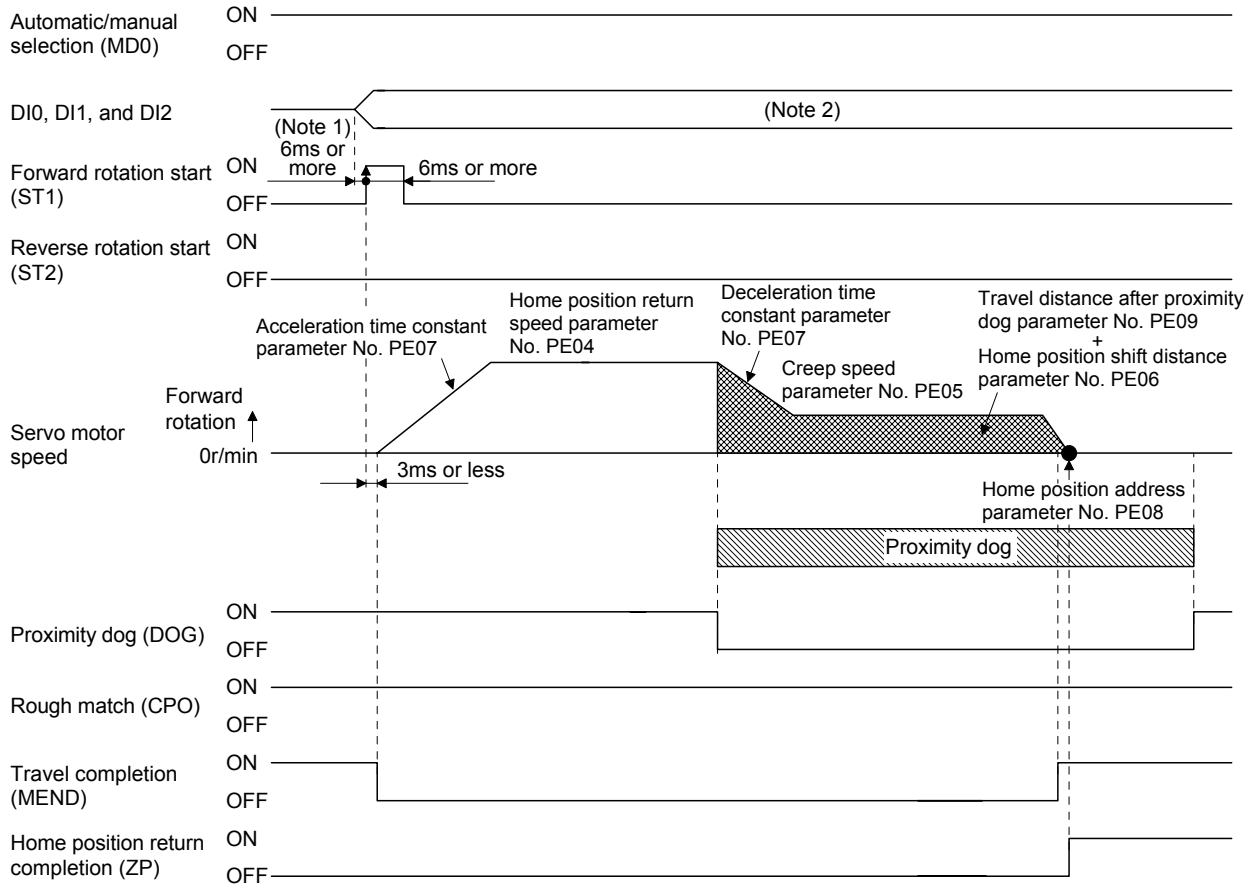 Automatic/manual
selection (MD0)
ON
OFF
DI0, DI1, and DI2
(Note 1)
6ms or
more
(Note 2)
Forward rotation start
(ST1)
ON
OFF
6ms or more
Reverse rotation start
(ST2)
ON
OFF
Acceleration time constant
parameter No. PE07
Home position return
speed parameter
No. PE04
Deceleration time
constant parameter
No. PE07
Creep speed
parameter No. PE05
Travel distance after proximity
dog parameter No. PE09
+
Home position shift distance
parameter No. PE06
Servo motor
speed
Forward
rotation
0r/min
3ms or less
Home position address
parameter No. PE08
Proximity dog
Proximity dog (DOG)
ON
OFF
Rough match (CPO)
ON
OFF
Travel completion
(MEND)
ON
OFF
Home position return
completion (ZP)
ON
OFF